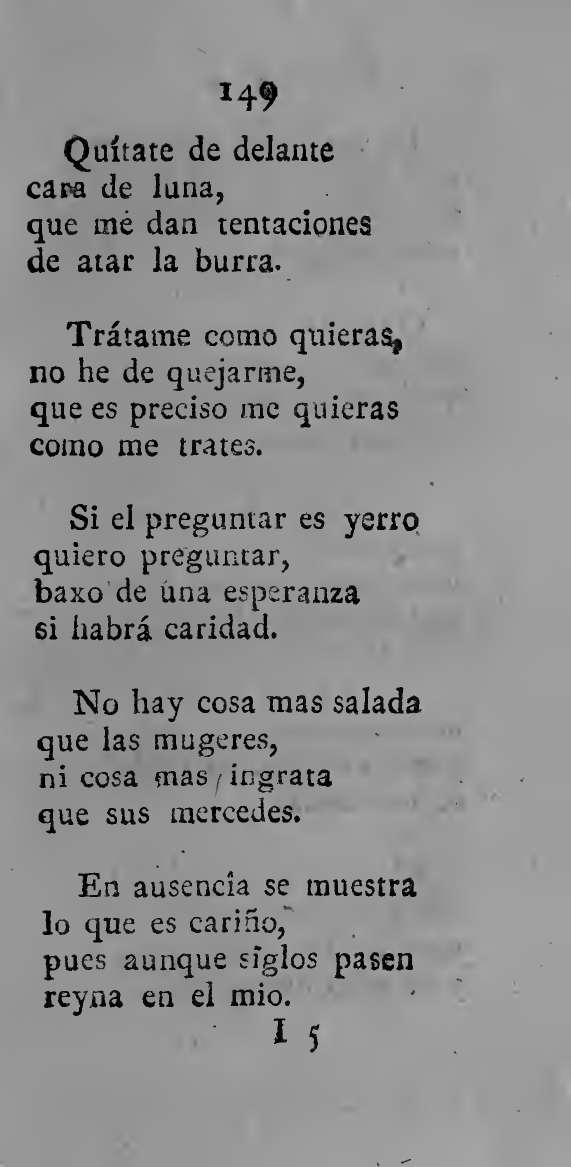 149
Quítate de delante
cara de luna,
que me dan tentaciones
de atar la burra.
Trátame como quieras,
no he de quejarme,
que es preciso me quieras
como me trates.
Si el preguntar es yerro
quiero preguntar,
baxo de una esperanza
si habrá caridad.
No hay cosa mas salada
que las mugeres,
ni cosa mas ingrata
que sus mercedes.
En ausencia se muestra
lo que es cariño,
pues aunque siglos pasen
reyna en el mio.
I 5